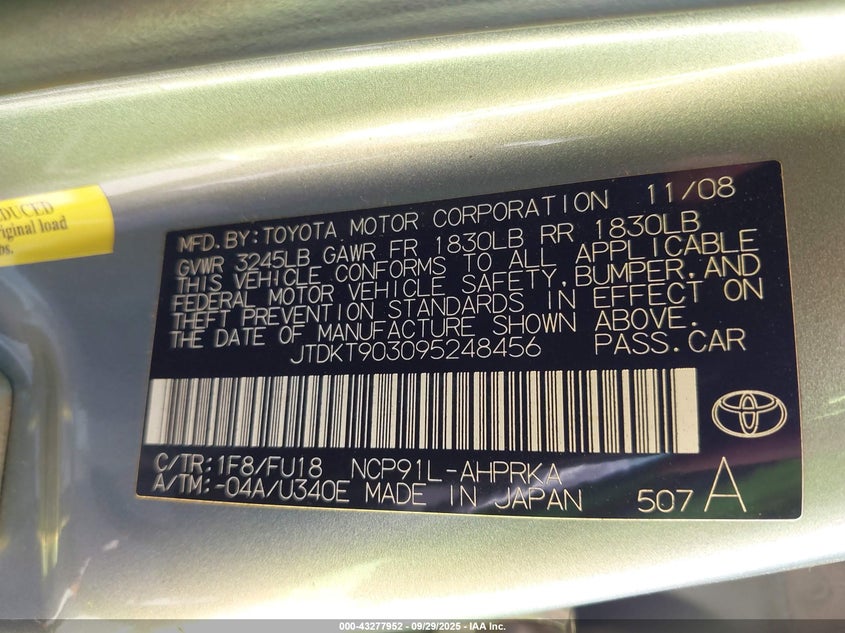 DUCED
iginal load
bs.
MFD.BY:TOYOTA MOTOR CORPORATION 11/08
GVWR 3245LB GAWR FR 1830LB RR 1830LB
THIS VEHICLE CONFORMS TO ALL APPLICABLE
FEDERAL MOTOR VEHICLE SAFETY,BUMPER,AND
THEFT PREVENTION STANDARDS IN EFFECT ON
THE DATE OF MANUFACTURE SHOWN ABOVE.
JTDKT903095248456 PASS.CAR
C/TR:1F8/FU18 NCP91L-AHPRKA
A/TM:-04A/U340E MADE IN JAPAN 507 A
000-43277952 - 09/29/2025 - IAA Inc.